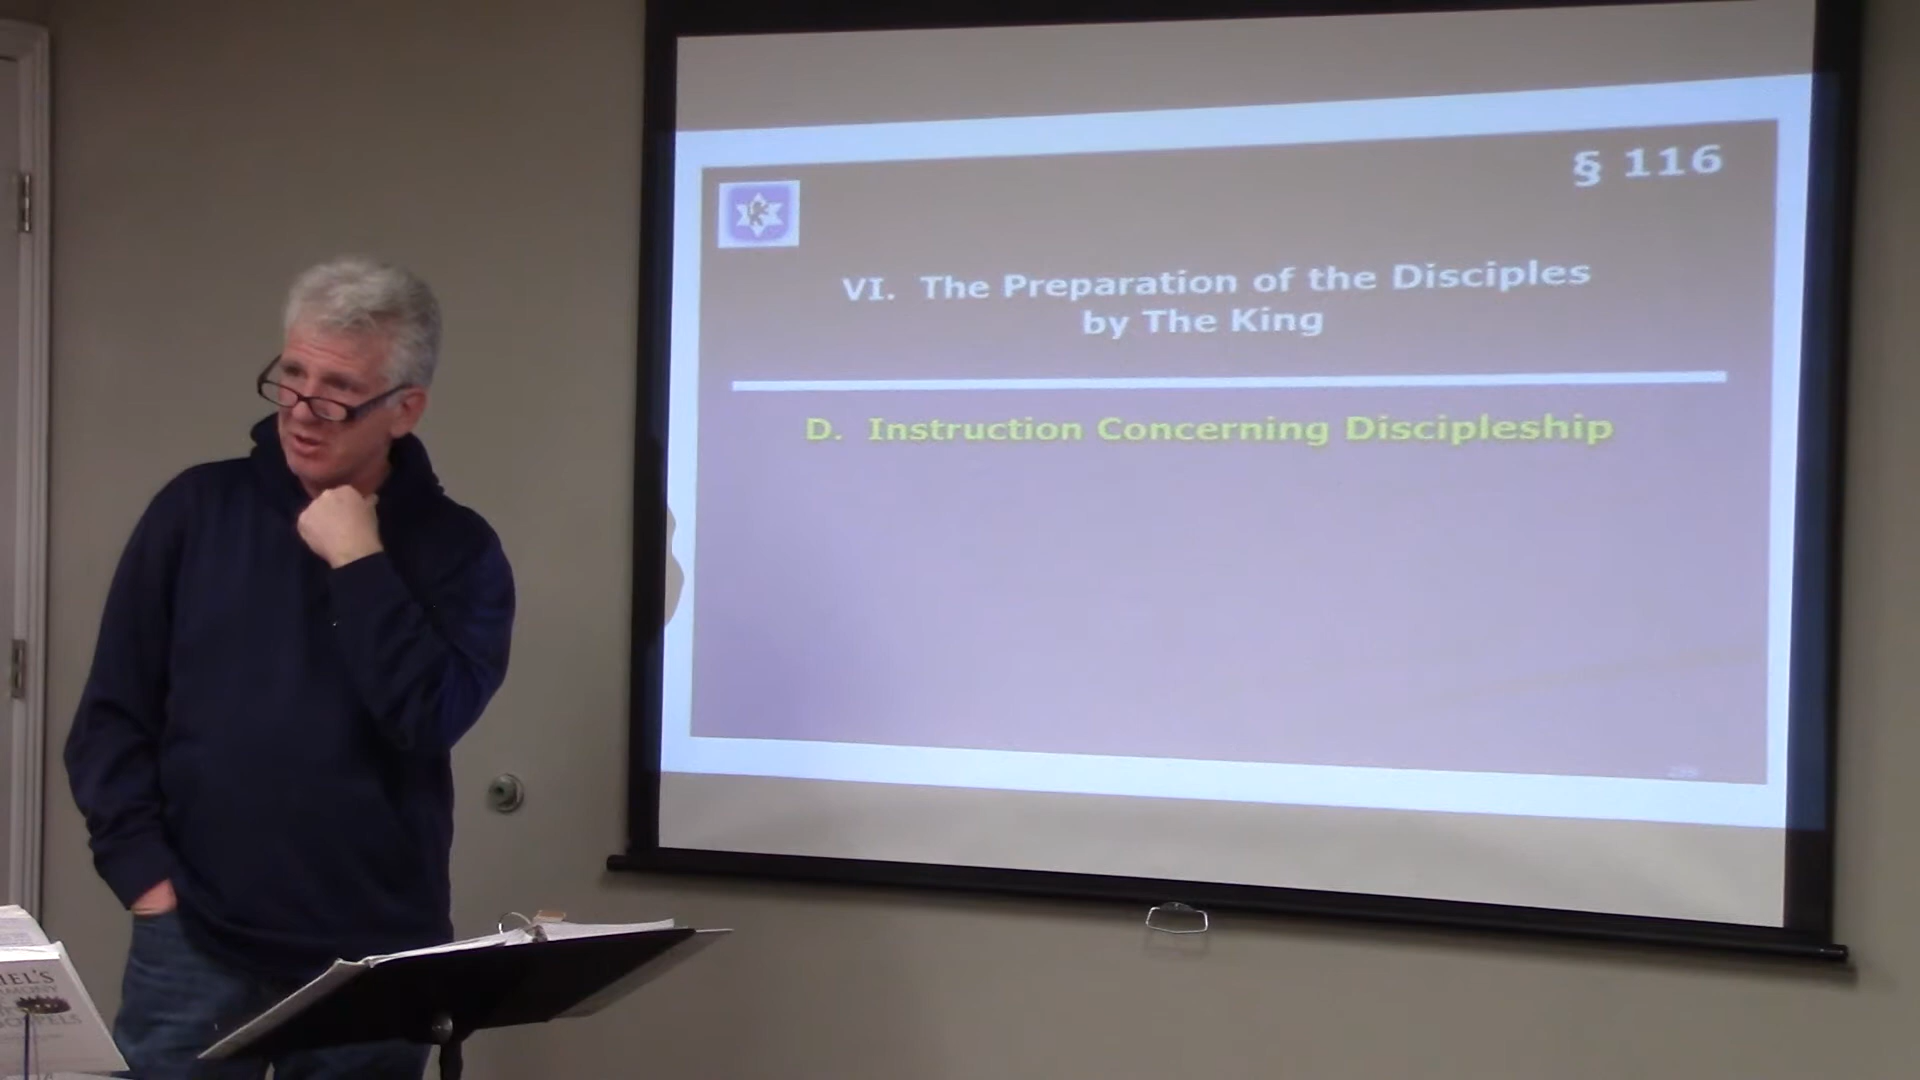 § 116
VI. The Preparation of the Disciples
by The King
D. Instruction Concerning Discipleship